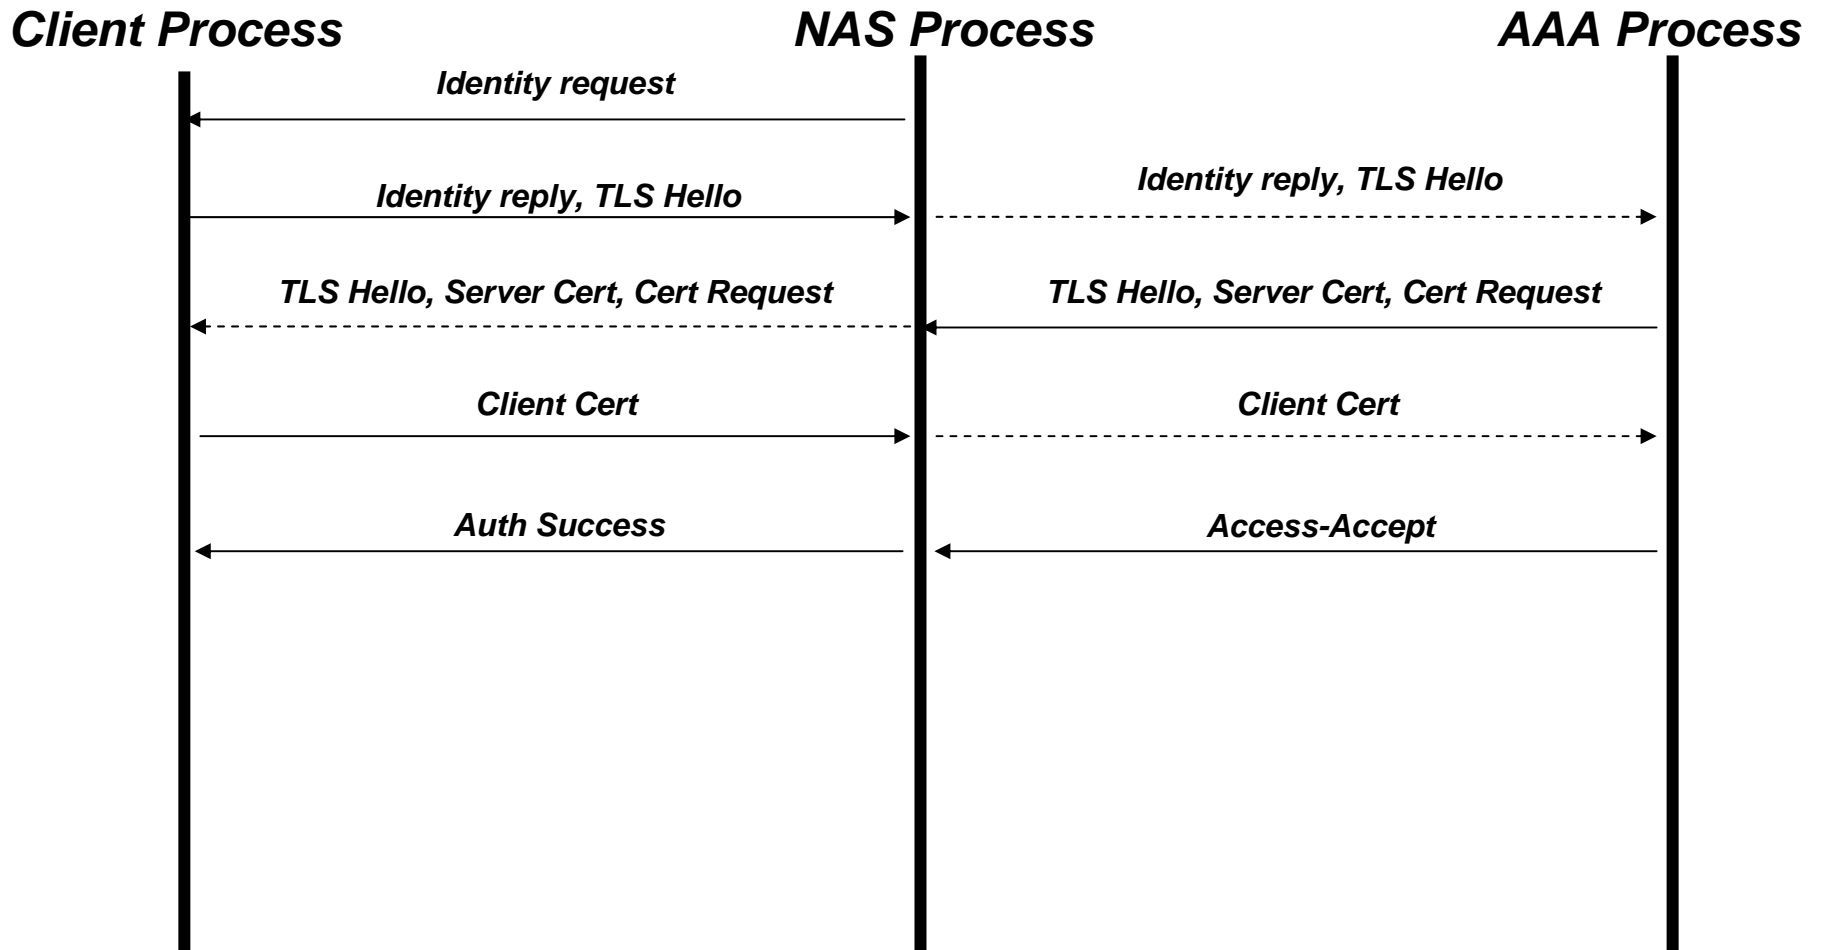 Client Process
NAS Process
AAA Process
Identity request
Identity reply, TLS Hello
Identity reply, TLS Hello
TLS Hello, Server Cert, Cert Request
TLS Hello, Server Cert, Cert Request
Client Cert
Client Cert
Auth Success
Access-Accept